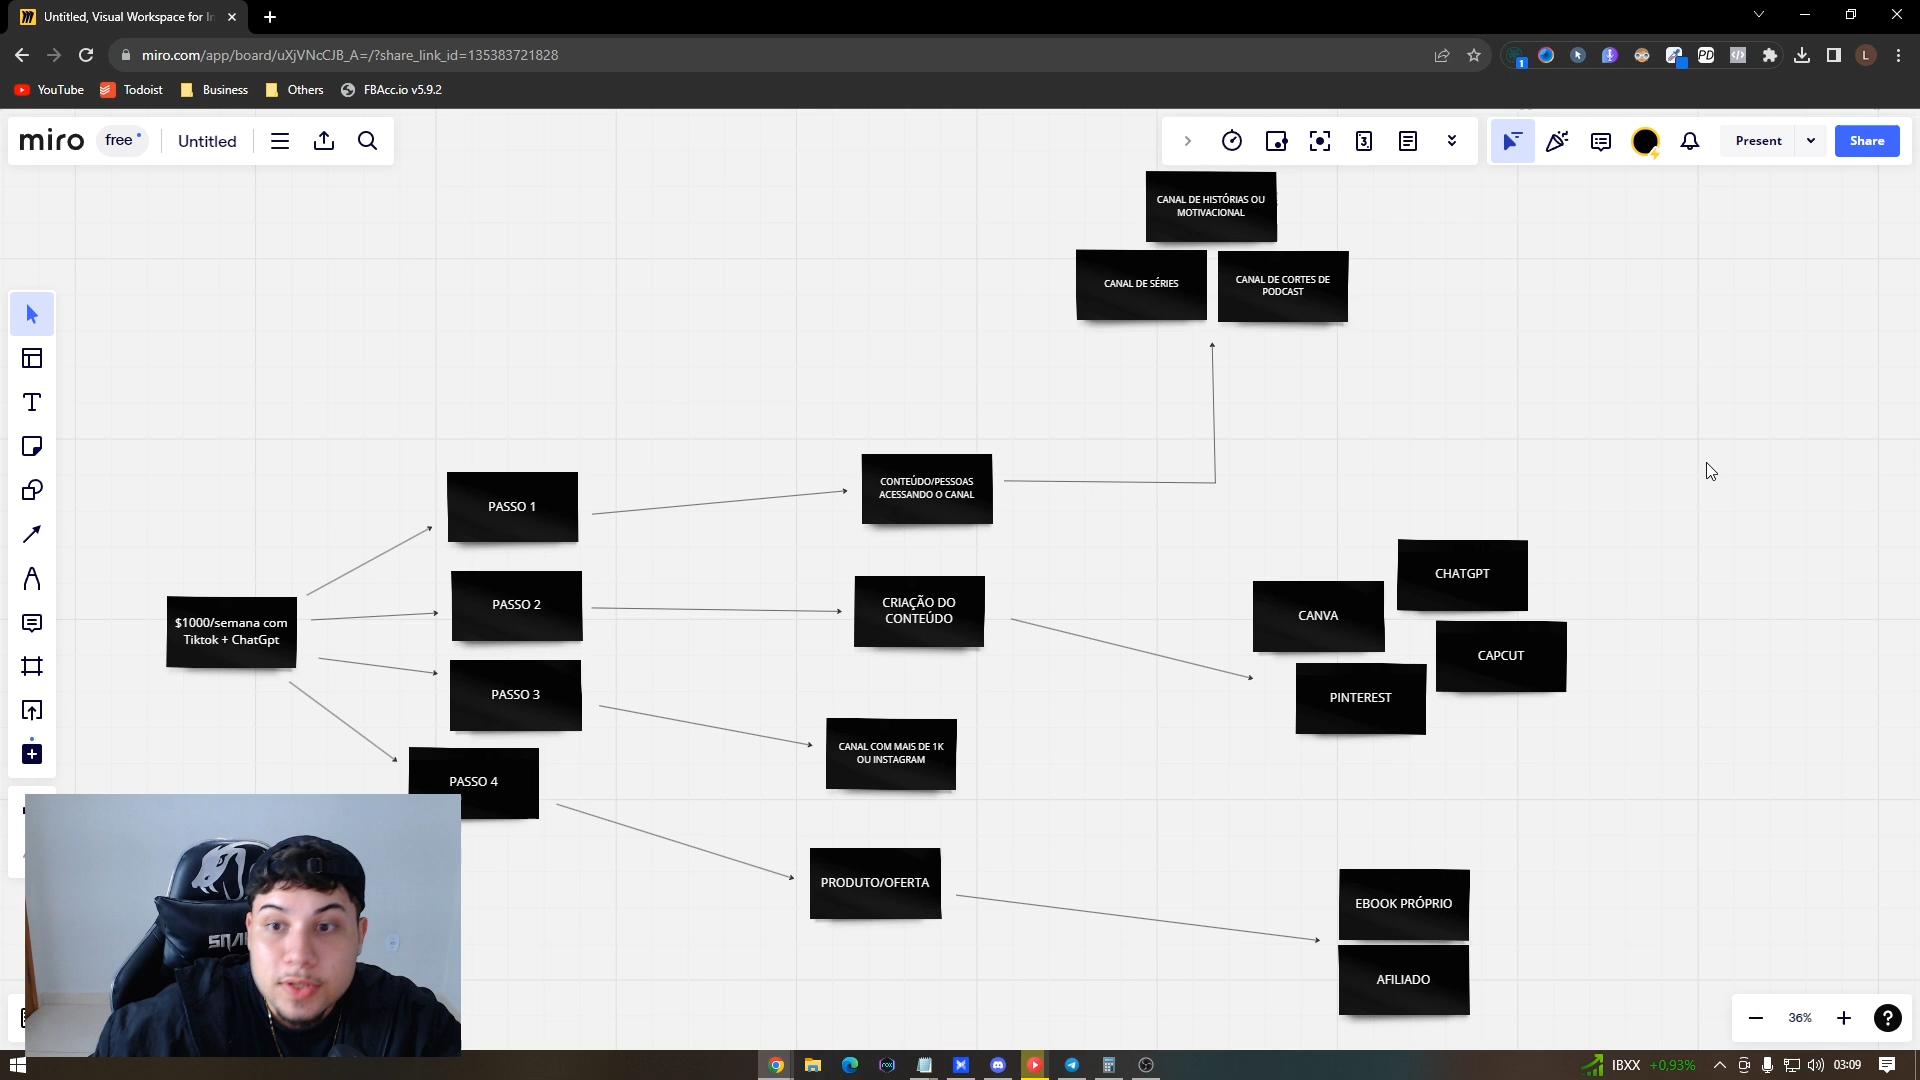 Untitled, Visual Workspace for In
miro.com/app/board/uXjVNcCJB_A=/?share_link_id=135383721828
1
PD
L
YouTube
Todoist
Business
Others
FBAcc.io v5.9.2
miro
free
Untitled
3
Present
Share
CANAL DE HISTÓRIAS OU
MOTIVACIONAL
CANAL DE SÉRIES
CANAL DE CORTES DE
PODCAST
PASSO 1
CONTEÚDO/PESSOAS
ACESSANDO O CANAL
CHATGPT
PASSO 2
CRIAÇÃO DO
CONTEÚDO
CANVA
$1000/semana com
Tiktok + ChatGpt
CAPCUT
PASSO 3
PINTEREST
CANAL COM MAIS DE 1K
OU INSTAGRAM
PASSO 4
PRODUTO/OFERTA
EBOOK PRÓPRIO
AFILIADO
36%
IBXX
+0,93%
03:09